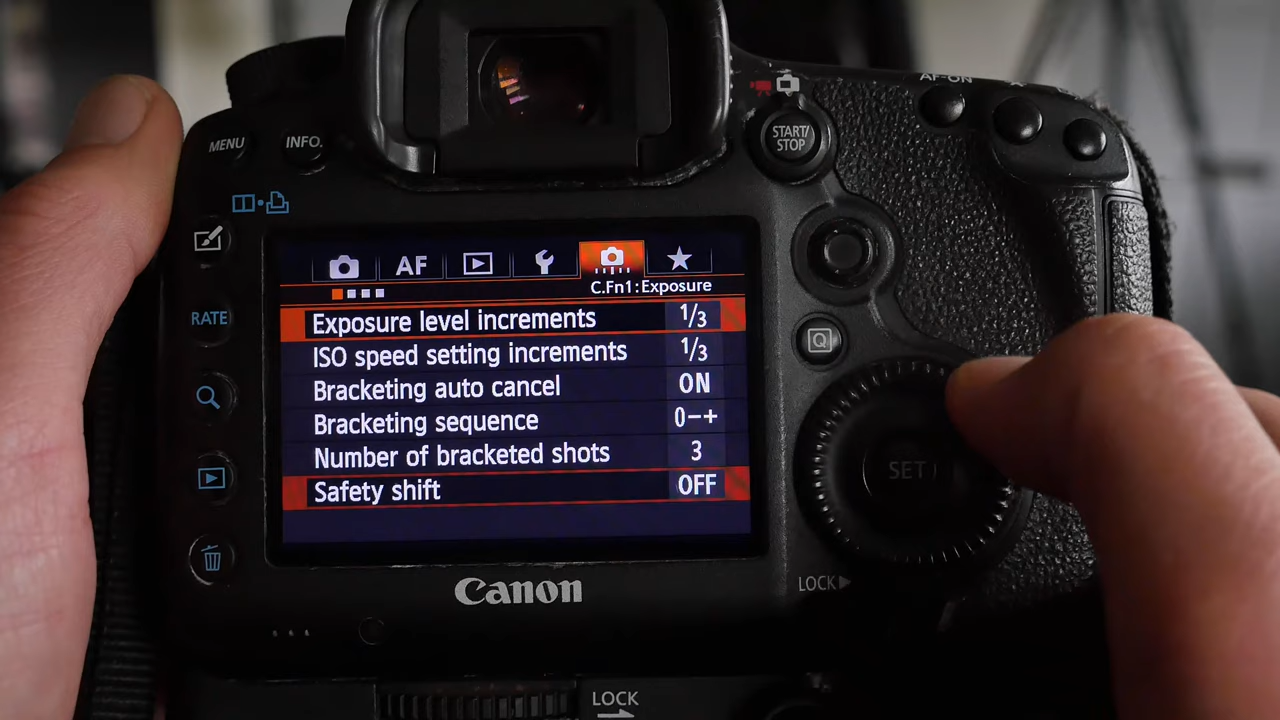 AF-ON
MENU
INFO.
START/
STOP
AF
C.Fn1:Exposure
Exposure level increments 1/3
ISO speed setting increments 1/3
Bracketing auto cancel ON
Bracketing sequence 0−+
Number of bracketed shots 3
Safety shift OFF
RATE
Q
SET
LOCK▶
Canon
LOCK